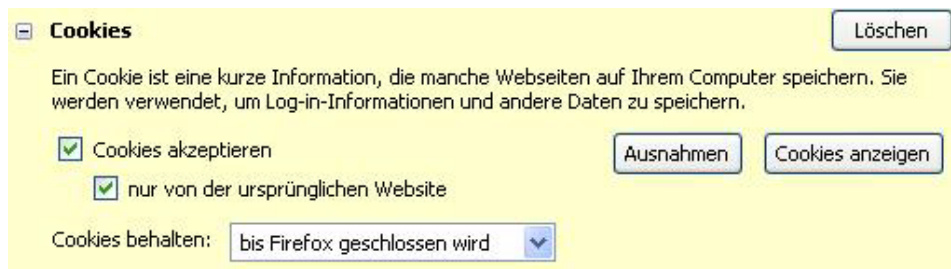 Cookies Löschen
Ein Cookie ist eine kurze Information, die manche Webseiten auf Ihrem Computer speichern. Sie
werden verwendet, um Log-in-Informationen und andere Daten zu speichern.
Cookies akzeptieren Ausnahmen Cookies anzeigen
nur von der ursprünglichen Website
Cookies behalten: bis Firefox geschlossen wird